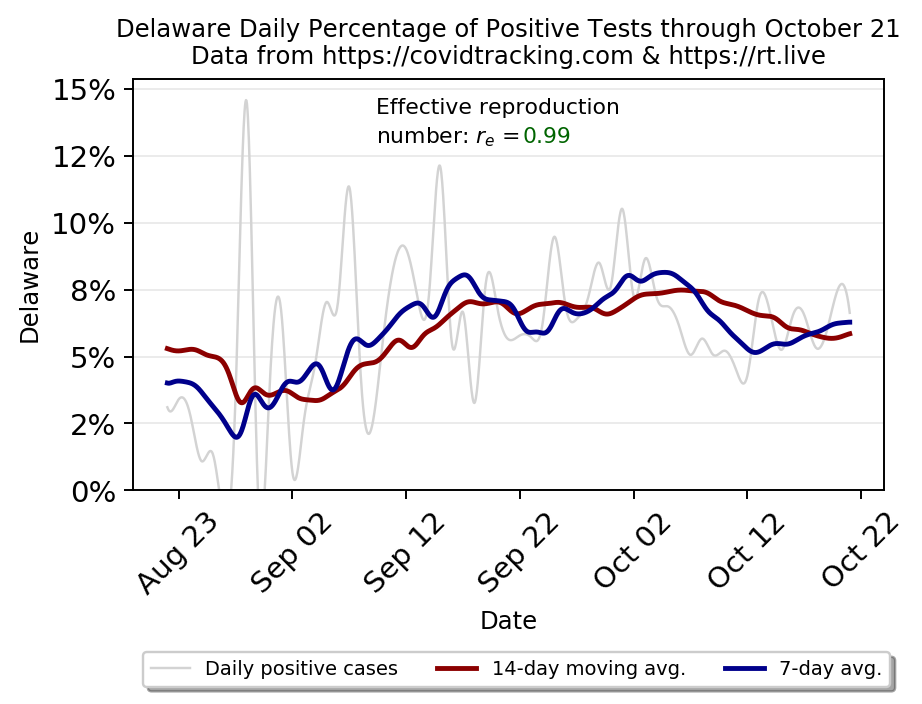 Delaware Daily Percentage of Positive Tests through October 21
Data from https://covidtracking.com & https://rt.live
15%
12%
10%
8%
5%
2%
0%
Delaware
Effective reproduction
number: rₑ =0.99
Aug 23
Sep 02
Sep 12
Sep 22
Oct 02
Oct 12
Oct 22
Date
Daily positive cases
14-day moving avg.
7-day avg.